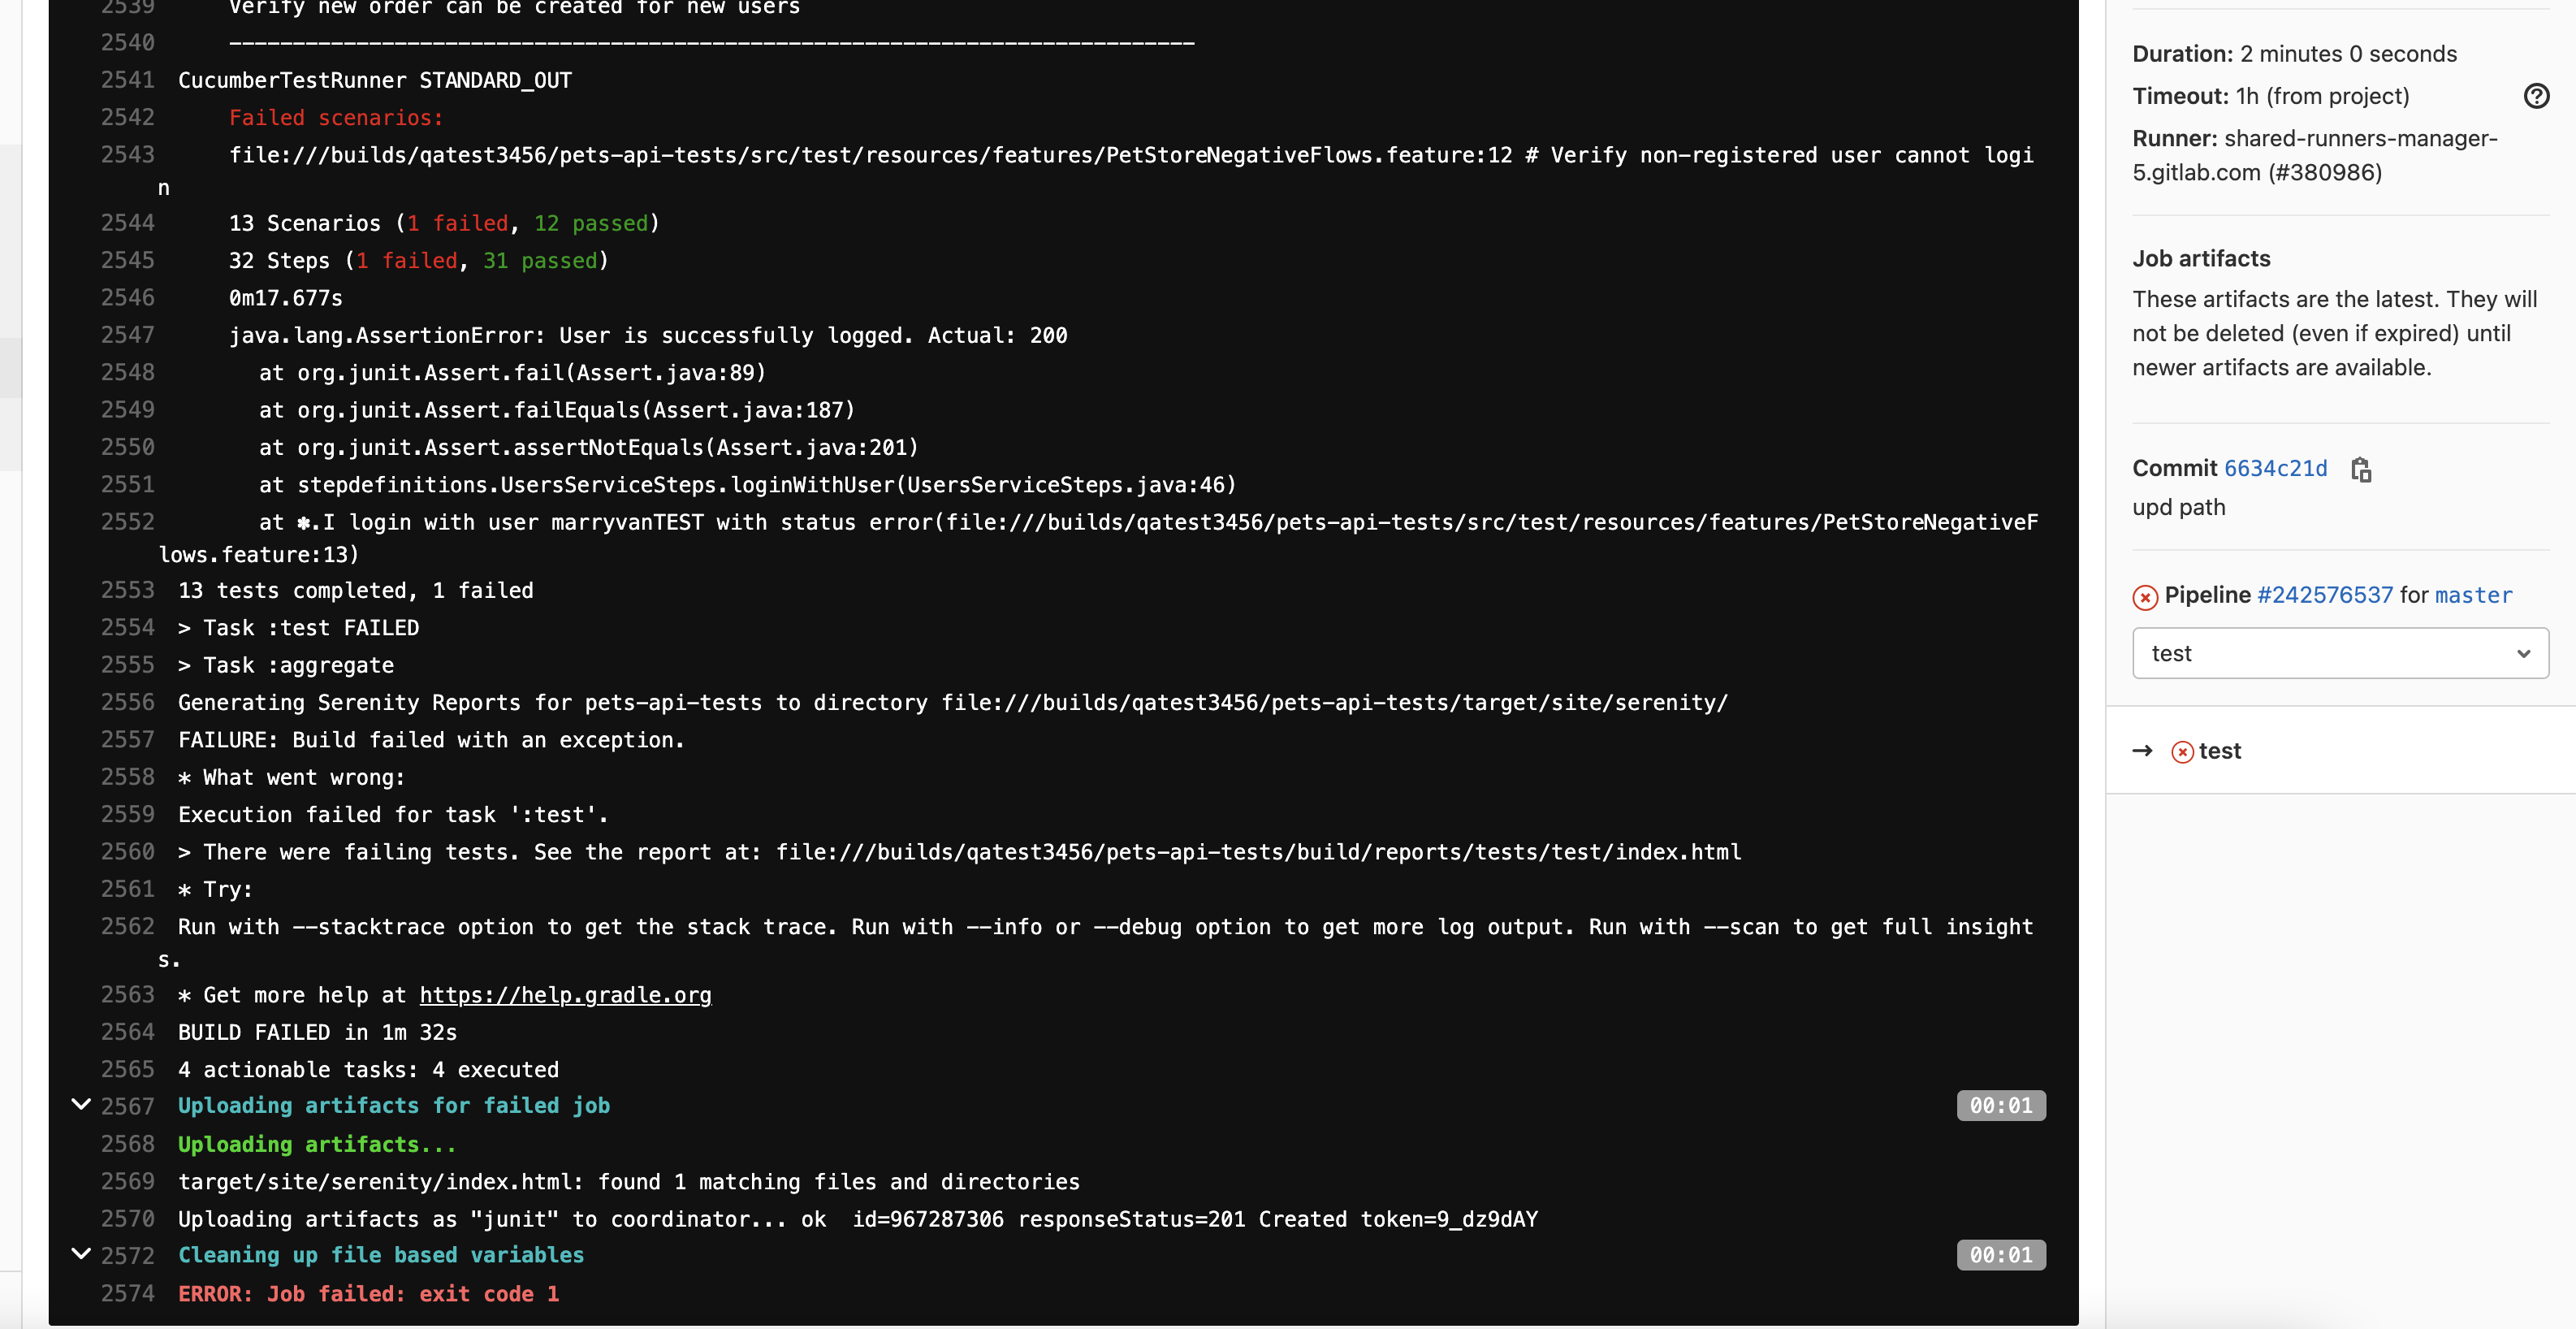 2539 Verify new order can be created for new users
2540 ----------------------------------------------------------------------------
2541 CucumberTestRunner STANDARD_OUT
2542 Failed scenarios:
2543 file:///builds/qatest3456/pets-api-tests/src/test/resources/features/PetStoreNegativeFlows.feature:12 # Verify non-registered user cannot logi
n
2544 13 Scenarios (1 failed, 12 passed)
2545 32 Steps (1 failed, 31 passed)
2546 0m17.677s
2547 java.lang.AssertionError: User is successfully logged. Actual: 200
2548 at org.junit.Assert.fail(Assert.java:89)
2549 at org.junit.Assert.failEquals(Assert.java:187)
2550 at org.junit.Assert.assertNotEquals(Assert.java:201)
2551 at stepdefinitions.UsersServiceSteps.loginWithUser(UsersServiceSteps.java:46)
2552 at ✽.I login with user marryvanTEST with status error(file:///builds/qatest3456/pets-api-tests/src/test/resources/features/PetStoreNegativeF
lows.feature:13)
2553 13 tests completed, 1 failed
2554 > Task :test FAILED
2555 > Task :aggregate
2556 Generating Serenity Reports for pets-api-tests to directory file:///builds/qatest3456/pets-api-tests/target/site/serenity/
2557 FAILURE: Build failed with an exception.
2558 * What went wrong:
2559 Execution failed for task ':test'.
2560 > There were failing tests. See the report at: file:///builds/qatest3456/pets-api-tests/build/reports/tests/test/index.html
2561 * Try:
2562 Run with --stacktrace option to get the stack trace. Run with --info or --debug option to get more log output. Run with --scan to get full insight
s.
2563 * Get more help at https://help.gradle.org
2564 BUILD FAILED in 1m 32s
2565 4 actionable tasks: 4 executed
2567 Uploading artifacts for failed job 00:01
2568 Uploading artifacts...
2569 target/site/serenity/index.html: found 1 matching files and directories
2570 Uploading artifacts as "junit" to coordinator... ok  id=967287306 responseStatus=201 Created token=9_dz9dAY
2572 Cleaning up file based variables 00:01
2574 ERROR: Job failed: exit code 1
Duration: 2 minutes 0 seconds
Timeout: 1h (from project)
Runner: shared-runners-manager-
5.gitlab.com (#380986)
Job artifacts
These artifacts are the latest. They will
not be deleted (even if expired) until
newer artifacts are available.
Commit 6634c21d
upd path
Pipeline #242576537 for master
test
→ test